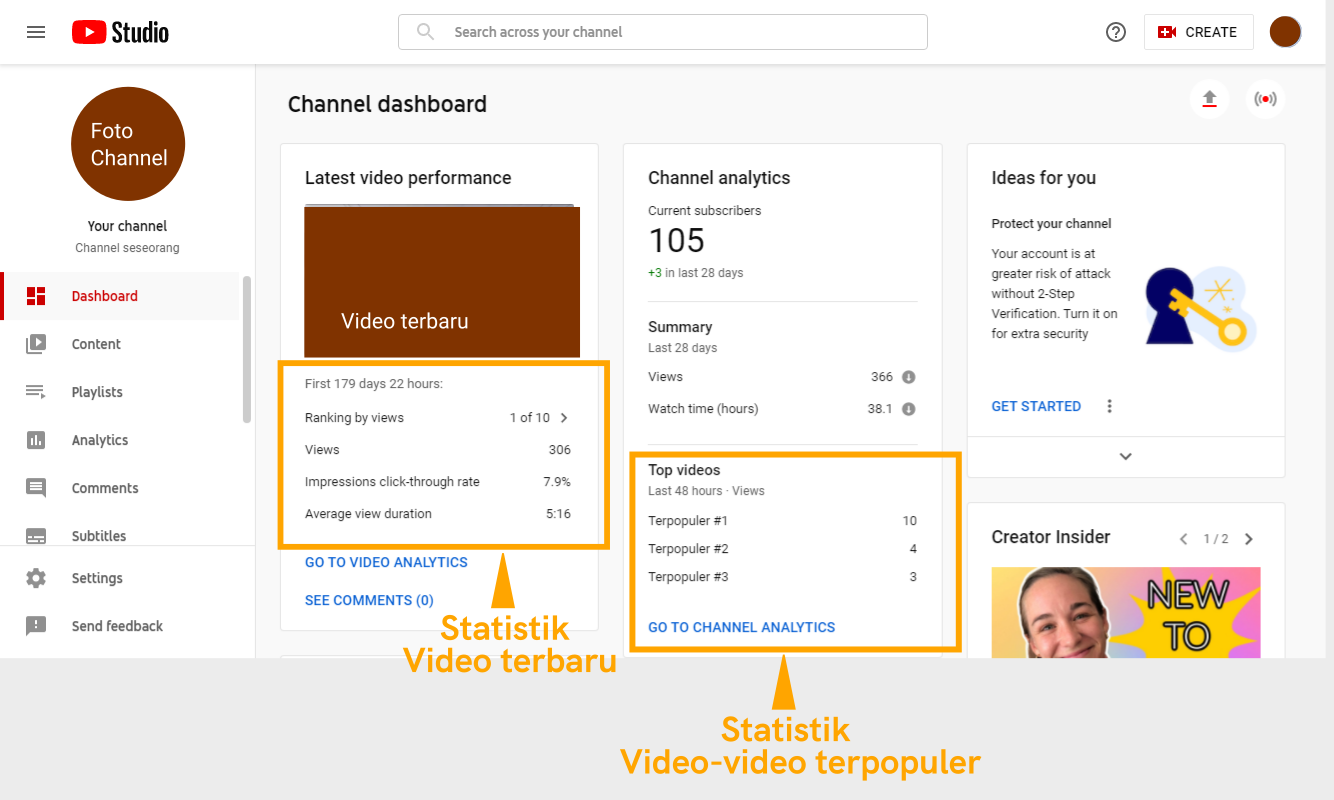 Studio
Search across your channel
CREATE
Foto
Channel
Your channel
Channel seseorang
Dashboard
Content
Playlists
Analytics
Comments
Subtitles
Settings
Send feedback
Channel dashboard
Latest video performance
Video terbaru
First 179 days 22 hours:
Ranking by views 1 of 10
Views 306
Impressions click-through rate 7.9%
Average view duration 5:16
GO TO VIDEO ANALYTICS
SEE COMMENTS (0)
Statistik
Video terbaru
Channel analytics
Current subscribers
105
+3 in last 28 days
Summary
Last 28 days
Views 366
Watch time (hours) 38.1
Top videos
Last 48 hours · Views
Terpopuler #1 10
Terpopuler #2 4
Terpopuler #3 3
GO TO CHANNEL ANALYTICS
Statistik
Video-video terpopuler
Ideas for you
Protect your channel
Your account is at
greater risk of attack
without 2-Step
Verification. Turn it on
for extra security
GET STARTED
Creator Insider
1 / 2
NEW
TO